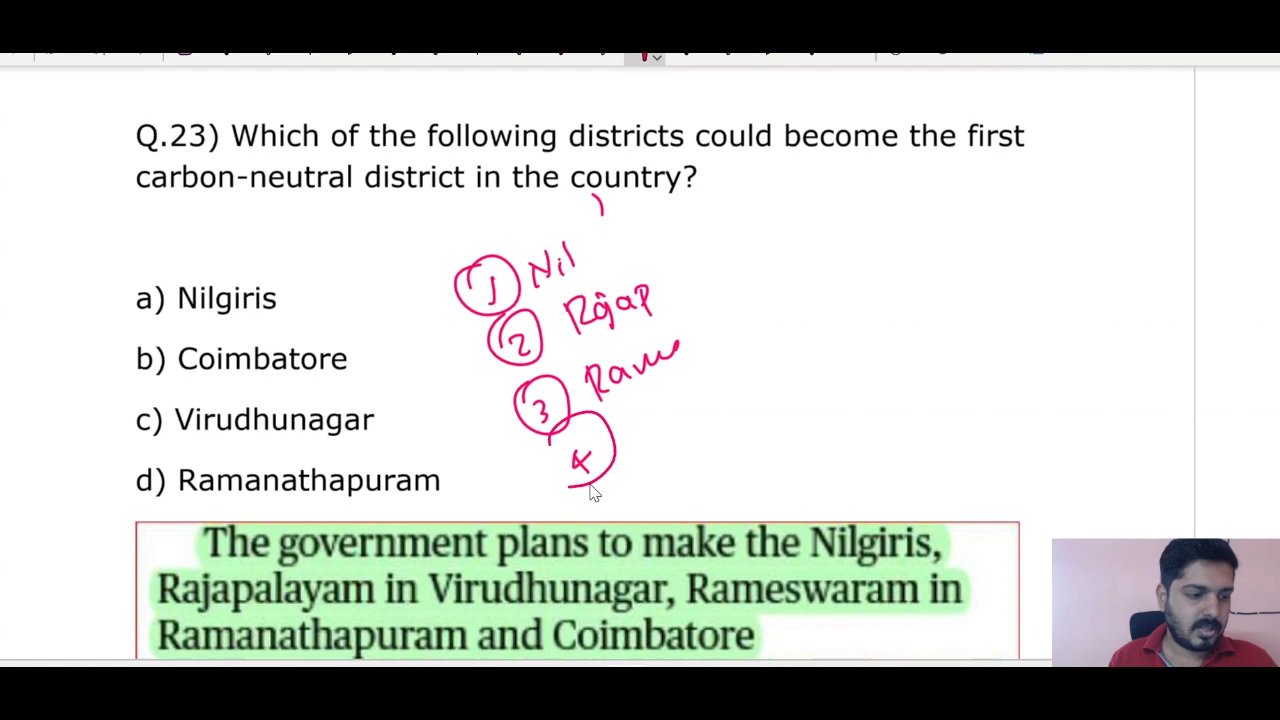 Q.23) Which of the following districts could become the first
carbon-neutral district in the country?
a) Nilgiris
b) Coimbatore
c) Virudhunagar
d) Ramanathapuram
1 Nil
2 Rajap
3 Rame
4
The government plans to make the Nilgiris,
Rajapalayam in Virudhunagar, Rameswaram in
Ramanathapuram and Coimbatore